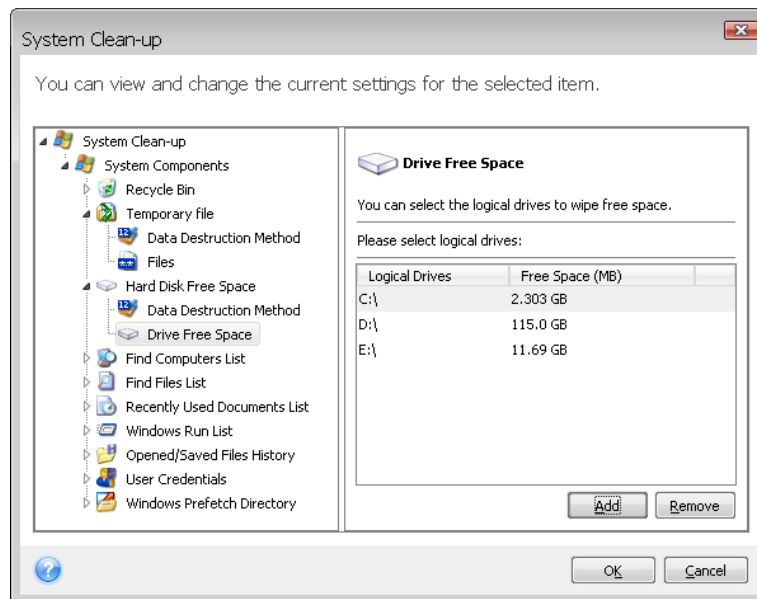 System Clean-up
You can view and change the current settings for the selected item.
System Clean-up
System Components
Recycle Bin
Temporary file
Data Destruction Method
Files
Hard Disk Free Space
Data Destruction Method
Drive Free Space
Find Computers List
Find Files List
Recently Used Documents List
Windows Run List
Opened/Saved Files History
User Credentials
Windows Prefetch Directory
Drive Free Space
You can select the logical drives to wipe free space.
Please select logical drives:
Logical Drives Free Space (MB)
C:\ 2.303 GB
D:\ 115.0 GB
E:\ 11.69 GB
Add Remove
OK Cancel